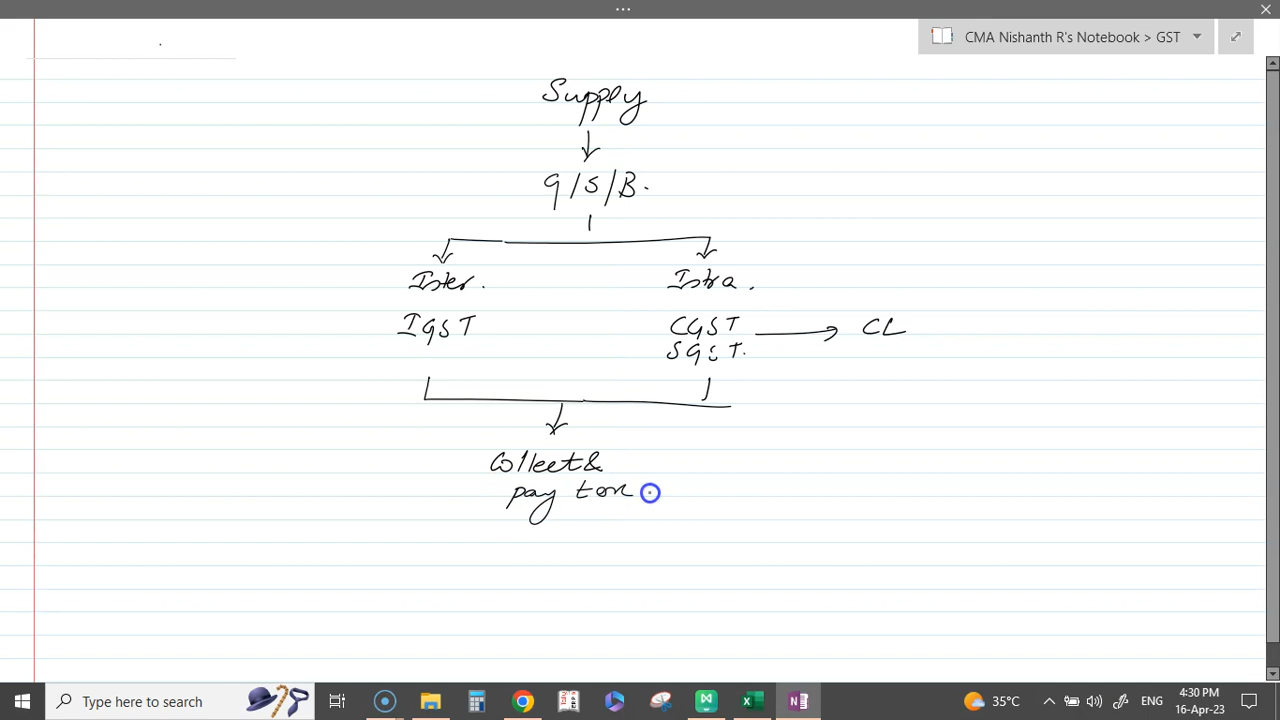 CMA Nishanth R's Notebook > GST
Supply
G/S/B.
Inter. Intra.
IGST CGST CL
SGST.
Collect &
pay tax
Type here to search
35°C
ENG
4:30 PM
16-Apr-23